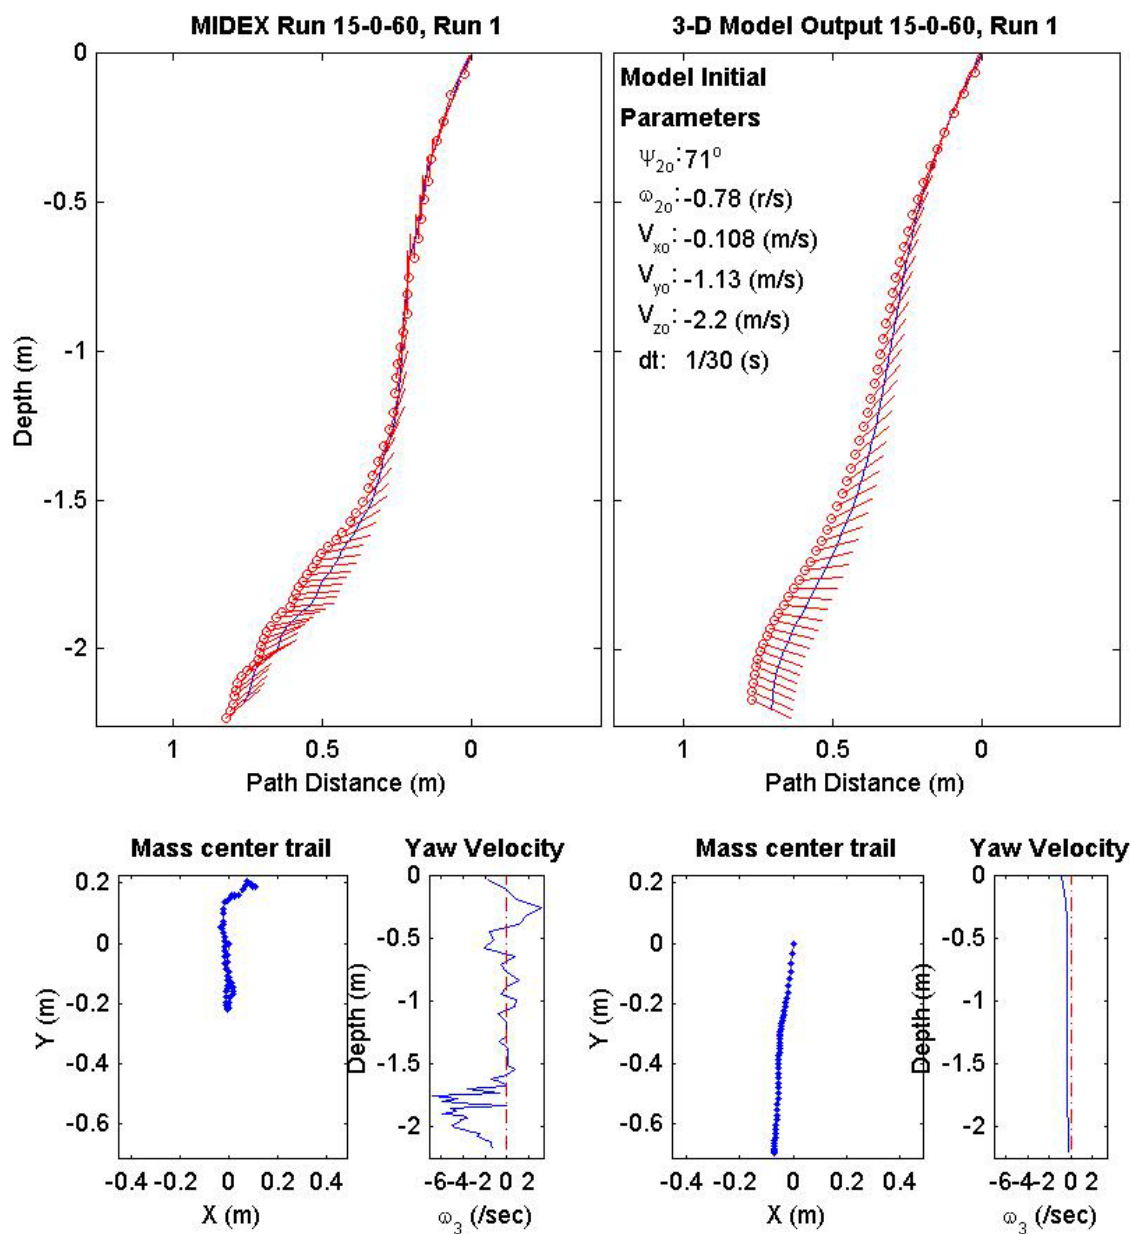 MIDEX Run 15-0-60, Run 1
3-D Model Output 15-0-60, Run 1
0
-0.5
-1
-1.5
-2
Depth (m)
1 0.5 0
Path Distance (m)
Model Initial
Parameters
Ψ2o: 71o
ω2o: -0.78 (r/s)
Vxo: -0.108 (m/s)
Vyo: -1.13 (m/s)
Vzo: -2.2 (m/s)
dt: 1/30 (s)
1 0.5 0
Path Distance (m)
Mass center trail
0.2
0
-0.2
-0.4
-0.6
Y (m)
-0.4 -0.2 0 0.2 0.4
X (m)
Yaw Velocity
0
-0.5
-1
-1.5
-2
Depth (m)
-6-4-2 0 2
ω3 (/sec)
Mass center trail
0.2
0
-0.2
-0.4
-0.6
Y (m)
-0.4 -0.2 0 0.2 0.4
X (m)
Yaw Velocity
0
-0.5
-1
-1.5
-2
Depth (m)
-6-4-2 0 2
ω3 (/sec)